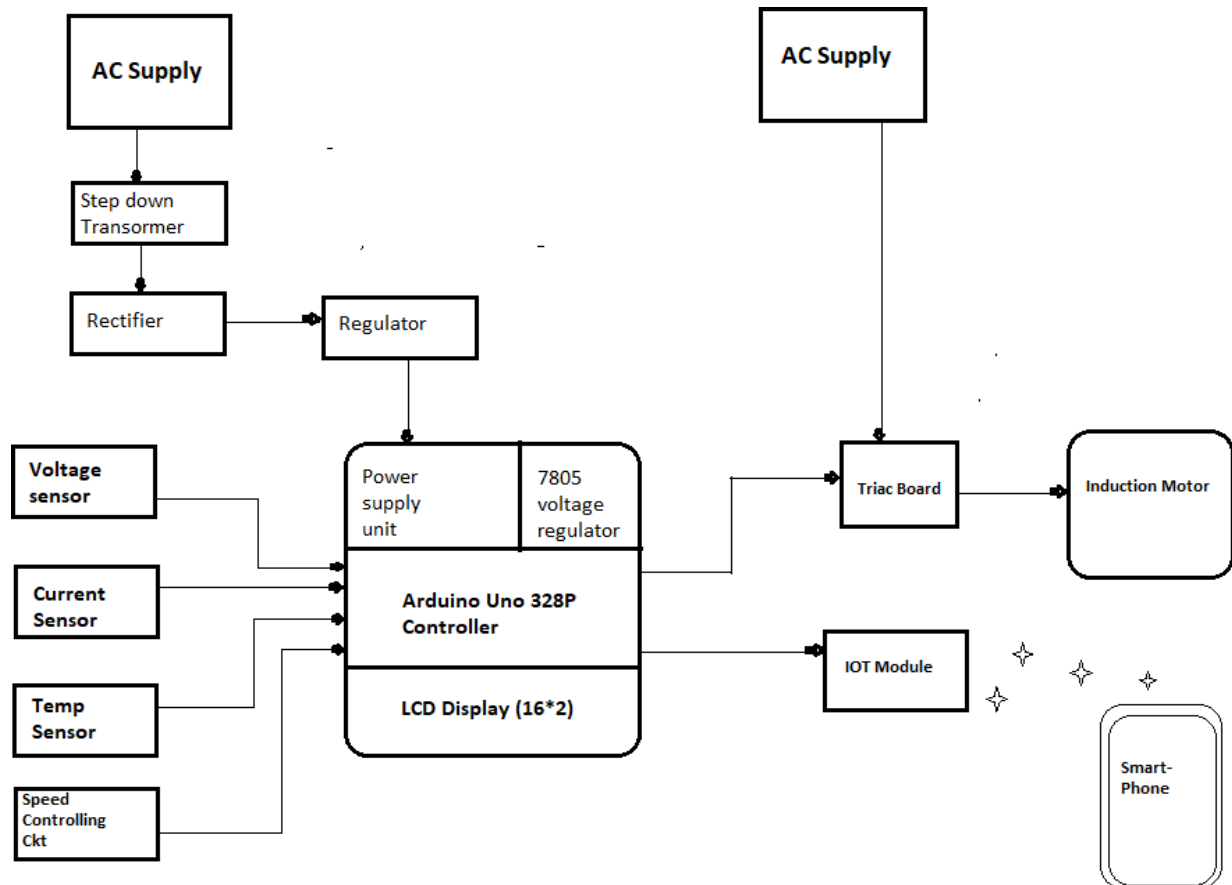 AC Supply
AC Supply
Step down
Transormer
Rectifier
Regulator
Voltage
sensor
Power
supply
unit
7805
voltage
regulator
Triac Board
Induction Motor
Current
Sensor
Arduino Uno 328P
Controller
IOT Module
Temp
Sensor
LCD Display (16*2)
Smart-
Phone
Speed
Controlling
Ckt